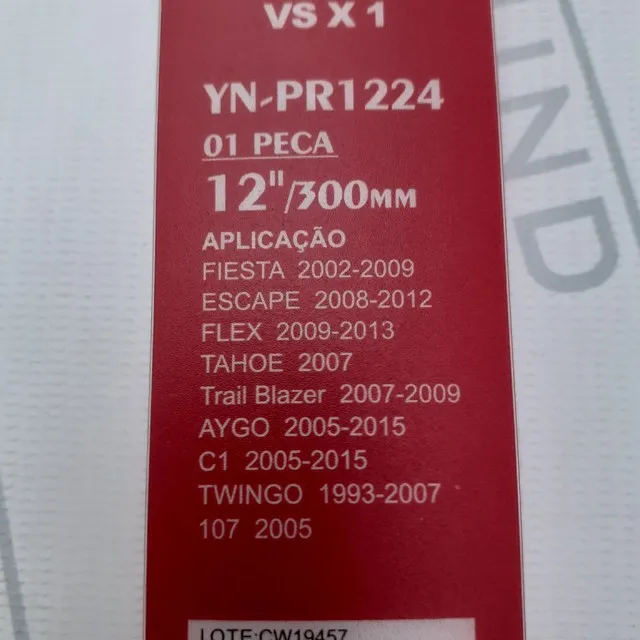 VS X 1
YN-PR1224
01 PECA
12"/300MM
APLICAÇÃO
FIESTA 2002-2009
ESCAPE 2008-2012
FLEX 2009-2013
TAHOE 2007
Trail Blazer 2007-2009
AYGO 2005-2015
C1 2005-2015
TWINGO 1993-2007
107 2005
LOTE:CW19457
IND